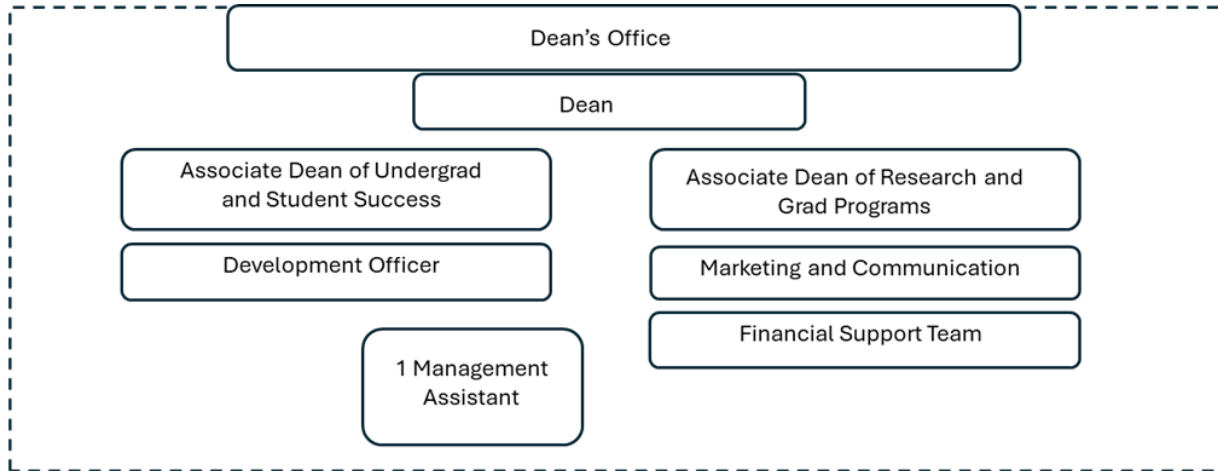 Dean’s Office
Dean
Associate Dean of Undergrad
and Student Success
Associate Dean of Research and
Grad Programs
Development Officer
Marketing and Communication
Financial Support Team
1 Management
Assistant